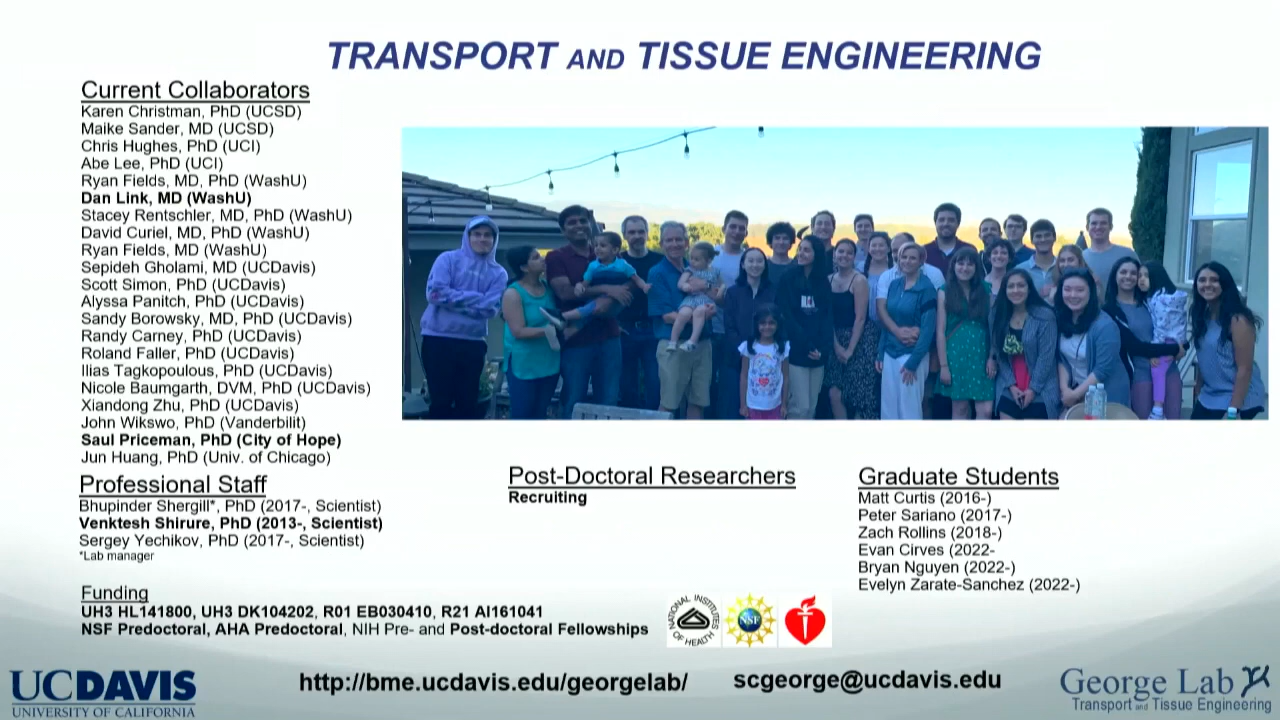 TRANSPORT AND TISSUE ENGINEERING
Current Collaborators
Karen Christman, PhD (UCSD)
Maike Sander, MD (UCSD)
Chris Hughes, PhD (UCI)
Abe Lee, PhD (UCI)
Ryan Fields, MD, PhD (WashU)
Dan Link, MD (WashU)
Stacey Rentschler, MD, PhD (WashU)
David Curiel, MD, PhD (WashU)
Ryan Fields, MD (WashU)
Sepideh Gholami, MD (UCDavis)
Scott Simon, PhD (UCDavis)
Alyssa Panitch, PhD (UCDavis)
Sandy Borowsky, MD, PhD (UCDavis)
Randy Carney, PhD (UCDavis)
Roland Faller, PhD (UCDavis)
Ilias Tagkopoulous, PhD (UCDavis)
Nicole Baumgarth, DVM, PhD (UCDavis)
Xiandong Zhu, PhD (UCDavis)
John Wikswo, PhD (Vanderbilit)
Saul Priceman, PhD (City of Hope)
Jun Huang, PhD (Univ. of Chicago)
Professional Staff
Bhupinder Shergill*, PhD (2017-, Scientist)
Venktesh Shirure, PhD (2013-, Scientist)
Sergey Yechikov, PhD (2017-, Scientist)
*Lab manager
Post-Doctoral Researchers
Recruiting
Graduate Students
Matt Curtis (2016-)
Peter Sariano (2017-)
Zach Rollins (2018-)
Evan Cirves (2022-
Bryan Nguyen (2022-)
Evelyn Zarate-Sanchez (2022-)
Funding
UH3 HL141800, UH3 DK104202, R01 EB030410, R21 AI161041
NSF Predoctoral, AHA Predoctoral, NIH Pre- and Post-doctoral Fellowships
NATIONAL INSTITUTES
OF HEALTH
NSF
UCDAVIS
UNIVERSITY OF CALIFORNIA
http://bme.ucdavis.edu/georgelab/
scgeorge@ucdavis.edu
George Lab
Transport and Tissue Engineering